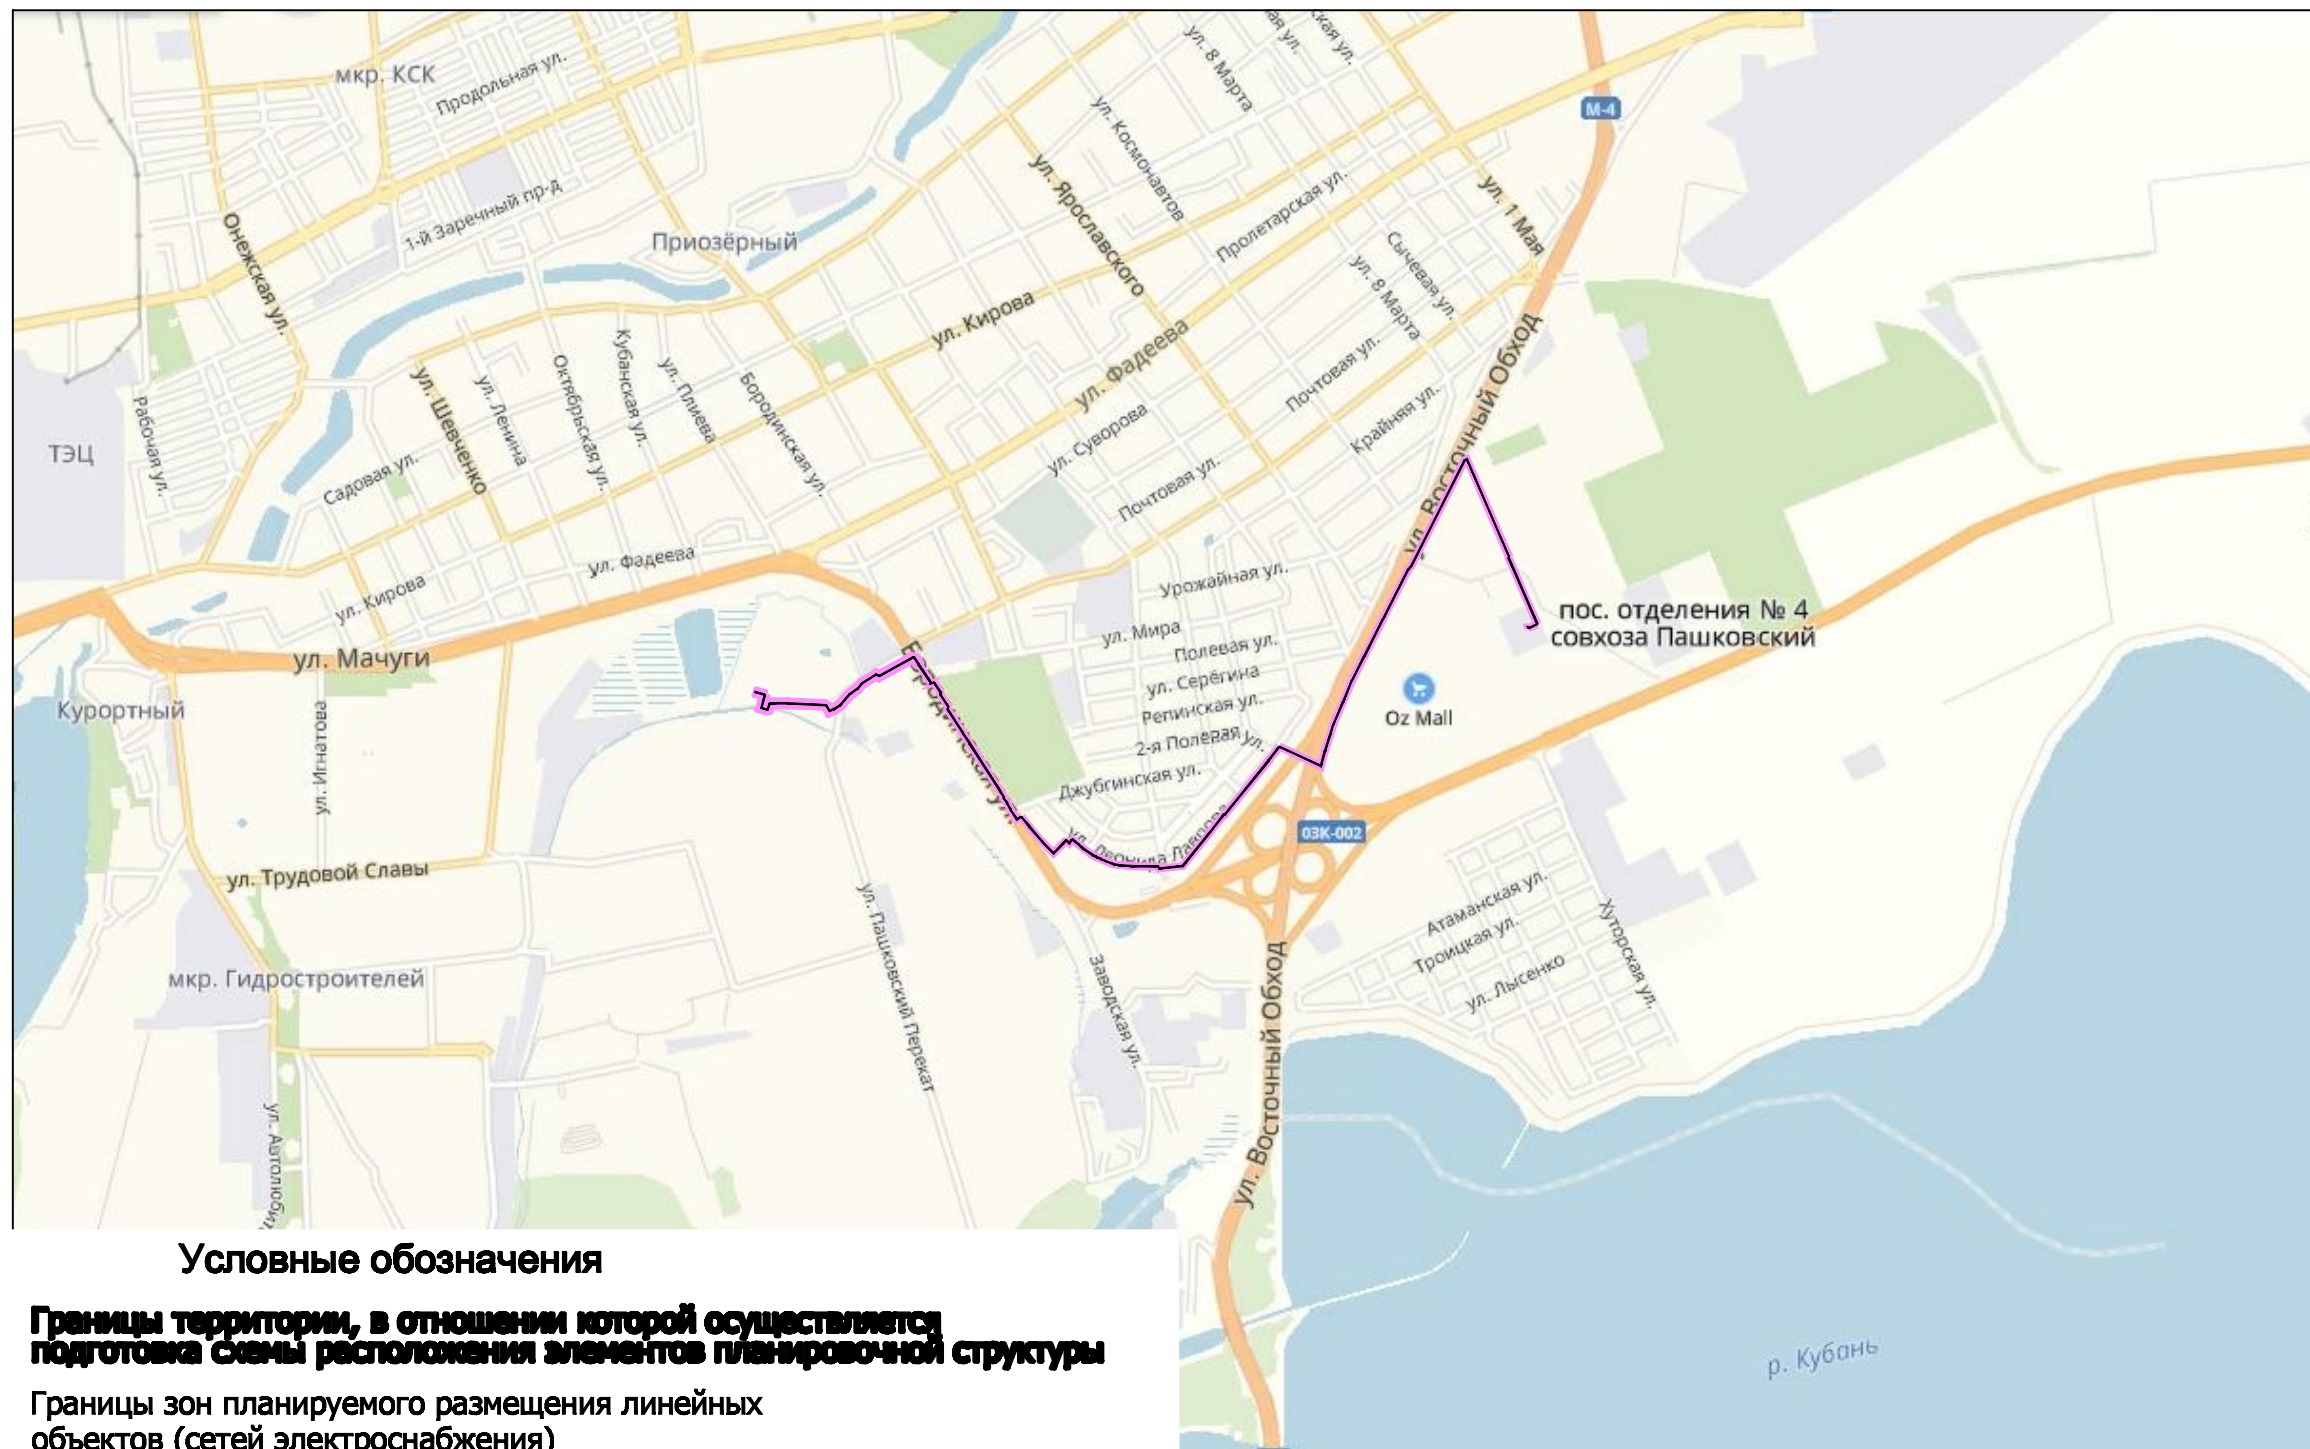 ская ул.
ая ул.
ул. 8 Марта
мкр. КСК
Продольная ул.
М-4
ул. Космонавтов
ул. Ярославского
Пролетарская ул.
ул. 1 Мая
1-й Заречный пр-д
Онежская ул.
Приозёрный
Сычевая ул.
ул. 8 Марта
ул. Кирова
ул. Фадеева
Почтовая ул.
Крайняя ул.
ул. Восточный Обход
Кубанская ул.
ул. Плиева
Октябрьская ул.
Бородинская ул.
ул. Шевченко
ул. Ленина
Рабочая ул.
ТЭЦ
Садовая ул.
ул. Суворова
Почтовая ул.
ул. Фадеева
ул. Кирова
Урожайная ул.
пос. отделения № 4
совхоза Пашковский
ул. Мира
Полевая ул.
ул. Мачуги
ул. Серёгина
Репинская ул.
Oz Mall
Курортный
ул. Игнатова
Бородинская ул.
2-я Полевая ул.
Джубгинская ул.
ул. Леонида Лаврова
03К-002
ул. Трудовой Славы
ул. Пашковский Перекат
Атаманская ул.
Троицкая ул.
Хуторская ул.
ул. Лысенко
мкр. Гидростроителей
Заводская ул.
ул. Восточный Обход
ул. Автолюби
Условные обозначения
Границы территории, в отношении которой осуществляется
подготовка схемы расположения элементов планировочной структуры
Границы зон планируемого размещения линейных
объектов (сетей электроснабжения)
р. Кубань